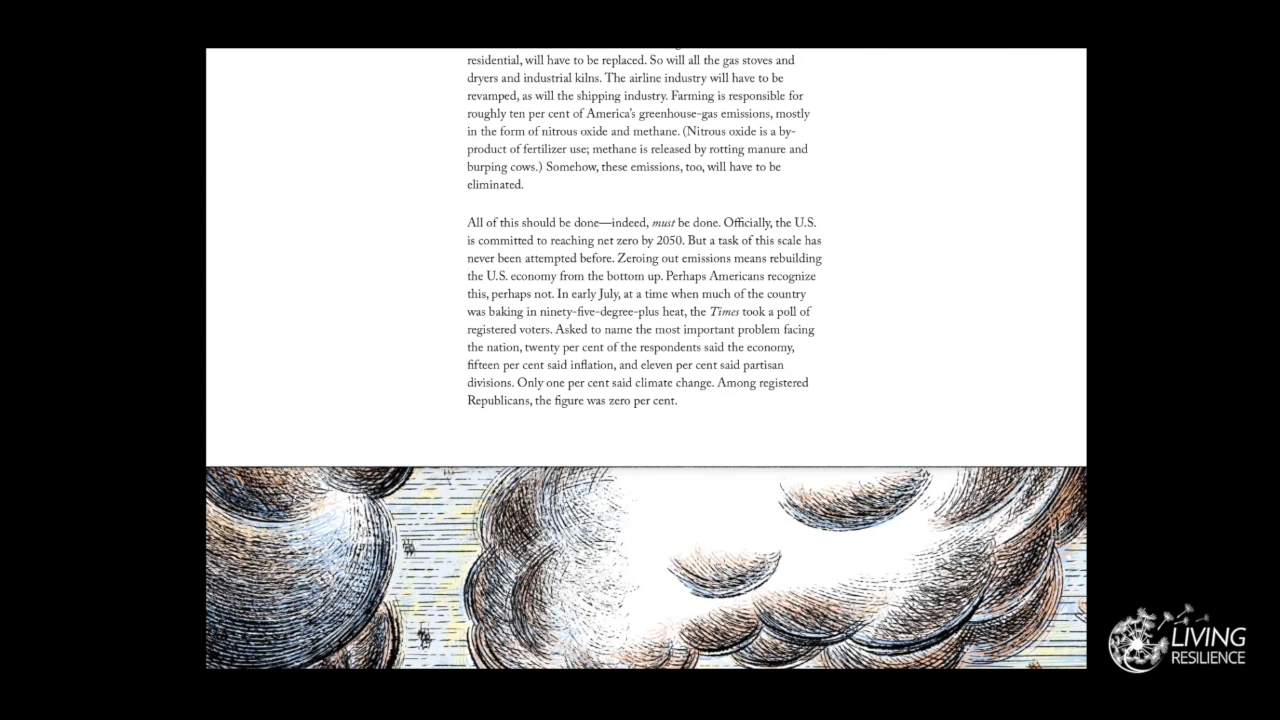 residential, will have to be replaced. So will all the gas stoves and
dryers and industrial kilns. The airline industry will have to be
revamped, as will the shipping industry. Farming is responsible for
roughly ten per cent of America’s greenhouse-gas emissions, mostly
in the form of nitrous oxide and methane. (Nitrous oxide is a by-
product of fertilizer use; methane is released by rotting manure and
burping cows.) Somehow, these emissions, too, will have to be
eliminated.
All of this should be done—indeed, must be done. Officially, the U.S.
is committed to reaching net zero by 2050. But a task of this scale has
never been attempted before. Zeroing out emissions means rebuilding
the U.S. economy from the bottom up. Perhaps Americans recognize
this, perhaps not. In early July, at a time when much of the country
was baking in ninety-five-degree-plus heat, the Times took a poll of
registered voters. Asked to name the most important problem facing
the nation, twenty per cent of the respondents said the economy,
fifteen per cent said inflation, and eleven per cent said partisan
divisions. Only one per cent said climate change. Among registered
Republicans, the figure was zero per cent.
LIVING
RESILIENCE